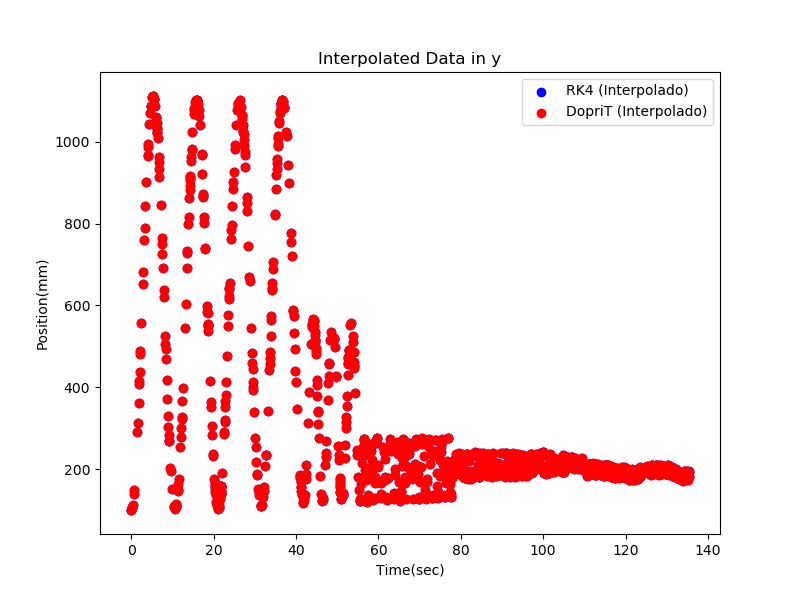 Interpolated Data in y
RK4 (Interpolado)
DopriT (Interpolado)
Position(mm)
1000
800
600
400
200
0
20
40
60
80
100
120
140
Time(sec)